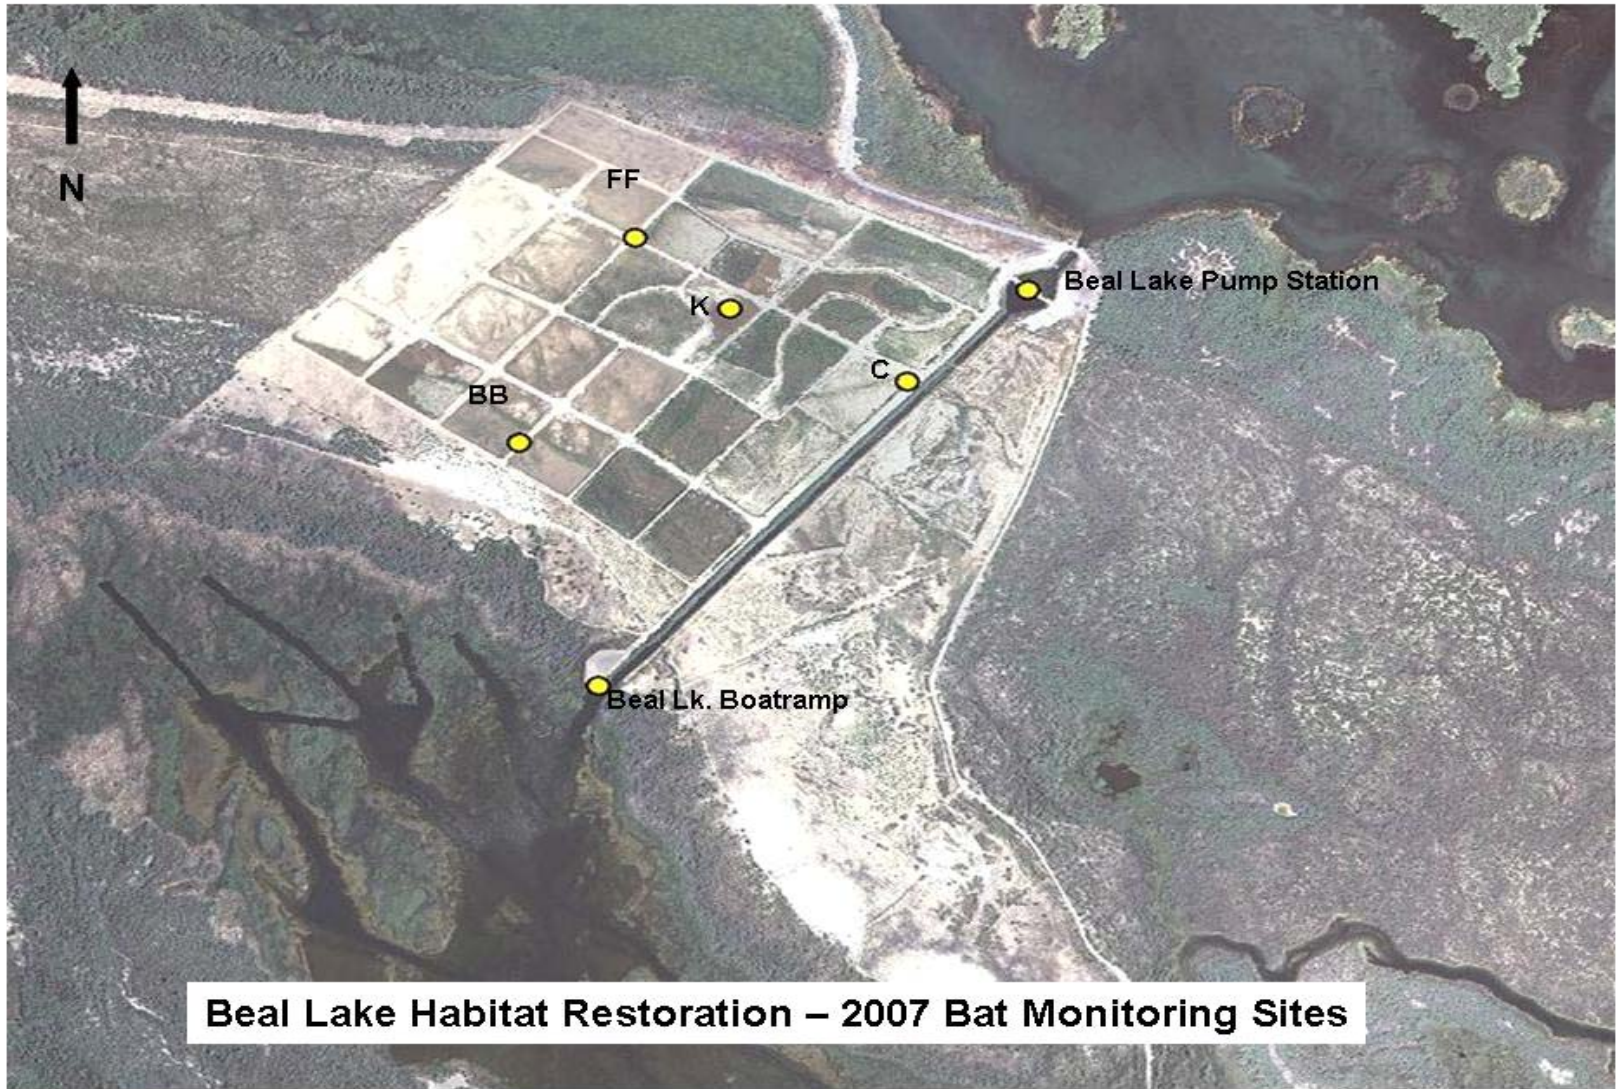 N
FF
K
Beal Lake Pump Station
C
BB
Beal Lk. Boatramp
Beal Lake Habitat Restoration – 2007 Bat Monitoring Sites